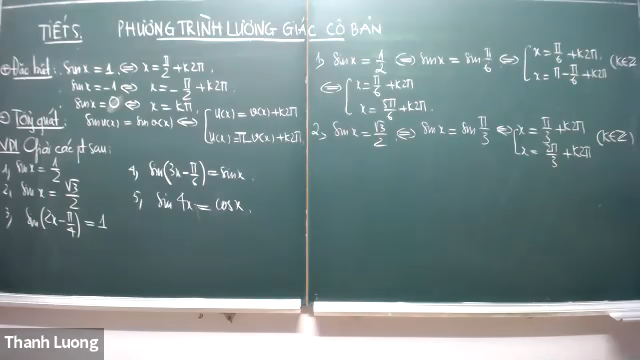 TIẾT 5. PHƯƠNG TRÌNH LƯỢNG GIÁC CƠ BẢN
Đặc biệt: Sin x = 1 ⇔ x = π/2 + k2π.
Sin x = -1 ⇔ x = -π/2 + k2π.
Sin x = 0 ⇔ x = kπ.
Tổng quát: Sin u(x) = Sin v(x) ⇔ [ u(x) = v(x) + k2π
u(x) = π - v(x) + k2π.
VD Giải các pt sau:
1, Sin x = 1/2
2, Sin x = √3/2
3, Sin(2x - π/4) = 1
4, Sin(3x - π/6) = Sin x.
5, Sin 4x = cos x.
1, Sin x = 1/2 ⇔ Sin x = Sin π/6 ⇔ [ x = π/6 + k2π
x = π - π/6 + k2π (k∈Z
⇔ [ x = π/6 + k2π
x = 5π/6 + k2π.
2, Sin x = √3/2 ⇔ Sin x = Sin π/3 ⇔ [ x = π/3 + k2π
x = 2π/3 + k2π (k∈Z)
Thanh Luong